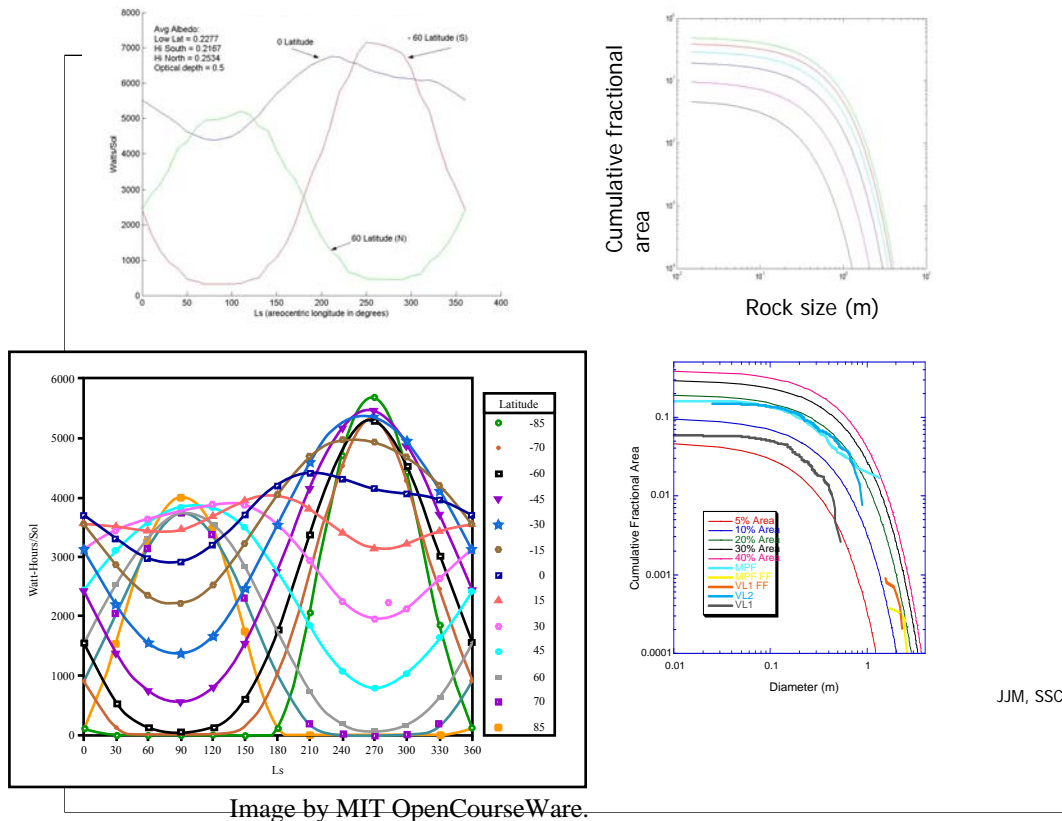 Avg Albedo:
Low Lat = 0.2277
Hi South = 0.2167
Hi North = 0.2534
Optical depth = 0.5
0 Latitude
- 60 Latitude (S)
60 Latitude (N)
Watts/Sol
8000
7000
6000
5000
4000
3000
2000
1000
0
0 50 100 150 200 250 300 350 400
Ls (areocentric longitude in degrees)
Cumulative fractional
area
Rock size (m)
6000
5000
4000
3000
2000
1000
0
Watt-Hours/Sol
0 30 60 90 120 150 180 210 240 270 300 330 360
Ls
Latitude
-85
-70
-60
-45
-30
-15
0
15
30
45
60
70
85
Image by MIT OpenCourseWare.
Cumulative Fractional Area
0.1
0.01
0.001
0.0001
5% Area
10% Area
20% Area
30% Area
40% Area
MPF
MPF FF
VL1 FF
VL2
VL1
0.01 0.1 1
Diameter (m)
JJM, SSC